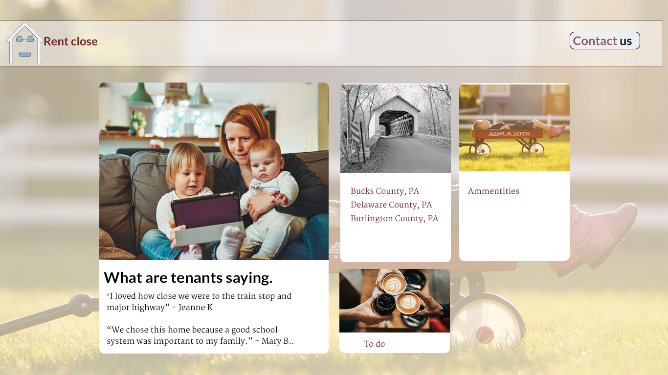 Rent close
Contact us
RADIO FLYER
Bucks County, PA
Delaware County, PA
Burlington County, PA
Ammentities
What are tenants saying.
"I loved how close we were to the train stop and
major highway" - Jeanne K
"We chose this home because a good school
system was important to my family." - Mary B..
To do